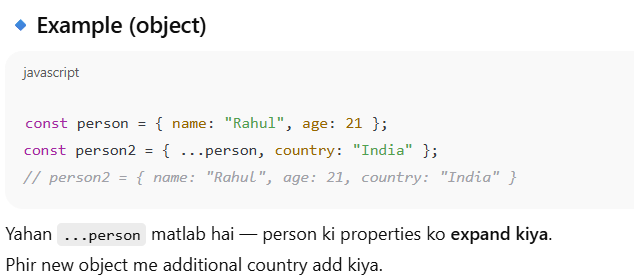 Example (object)
javascript
const person = { name: "Rahul", age: 21 };
const person2 = { ...person, country: "India" };
// person2 = { name: "Rahul", age: 21, country: "India" }
Yahan ...person matlab hai — person ki properties ko expand kiya.
Phir new object me additional country add kiya.